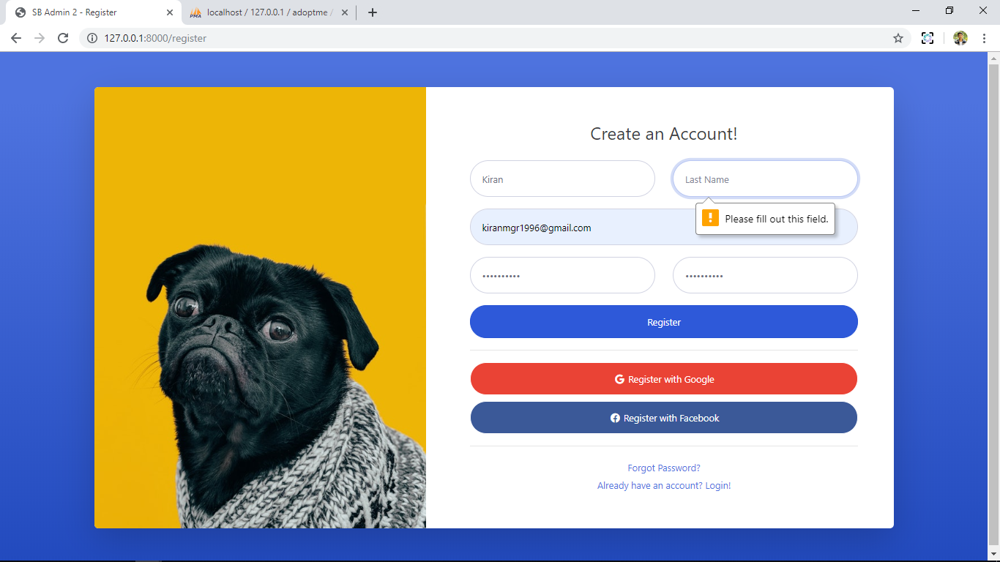 SB Admin 2 - Register
localhost / 127.0.0.1 / adoptme /
127.0.0.1:8000/register
Create an Account!
Kiran
Last Name
Please fill out this field.
kiranmgr1996@gmail.com
•••••••••• ••••••••••
Register
Register with Google
Register with Facebook
Forgot Password?
Already have an account? Login!